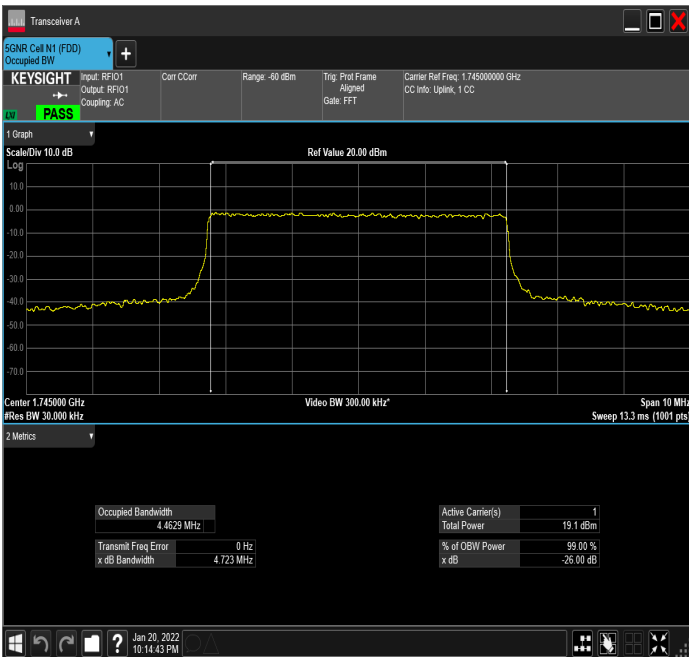 Transceiver A
5GNR Cell N1 (FDD)
Occupied BW
+
KEYSIGHT
Input: RFIO1
Output: RFIO1
Coupling: AC
Corr CCorr
Range: -60 dBm
Trig: Prot Frame
Aligned
Gate: FFT
Carrier Ref Freq: 1.745000000 GHz
CC Info: Uplink, 1 CC
PASS
1 Graph
Scale/Div 10.0 dB
Ref Value 20.00 dBm
Log
10.0
0.00
-10.0
-20.0
-30.0
-40.0
-50.0
-60.0
-70.0
Center 1.745000 GHz
Video BW 300.00 kHz*
Span 10 MHz
#Res BW 30.000 kHz
Sweep 13.3 ms (1001 pts)
2 Metrics
Occupied Bandwidth
4.4629 MHz
Transmit Freq Error 0 Hz
x dB Bandwidth 4.723 MHz
Active Carrier(s) 1
Total Power 19.1 dBm
% of OBW Power 99.00 %
x dB -26.00 dB
?
Jan 20, 2022
10:14:43 PM